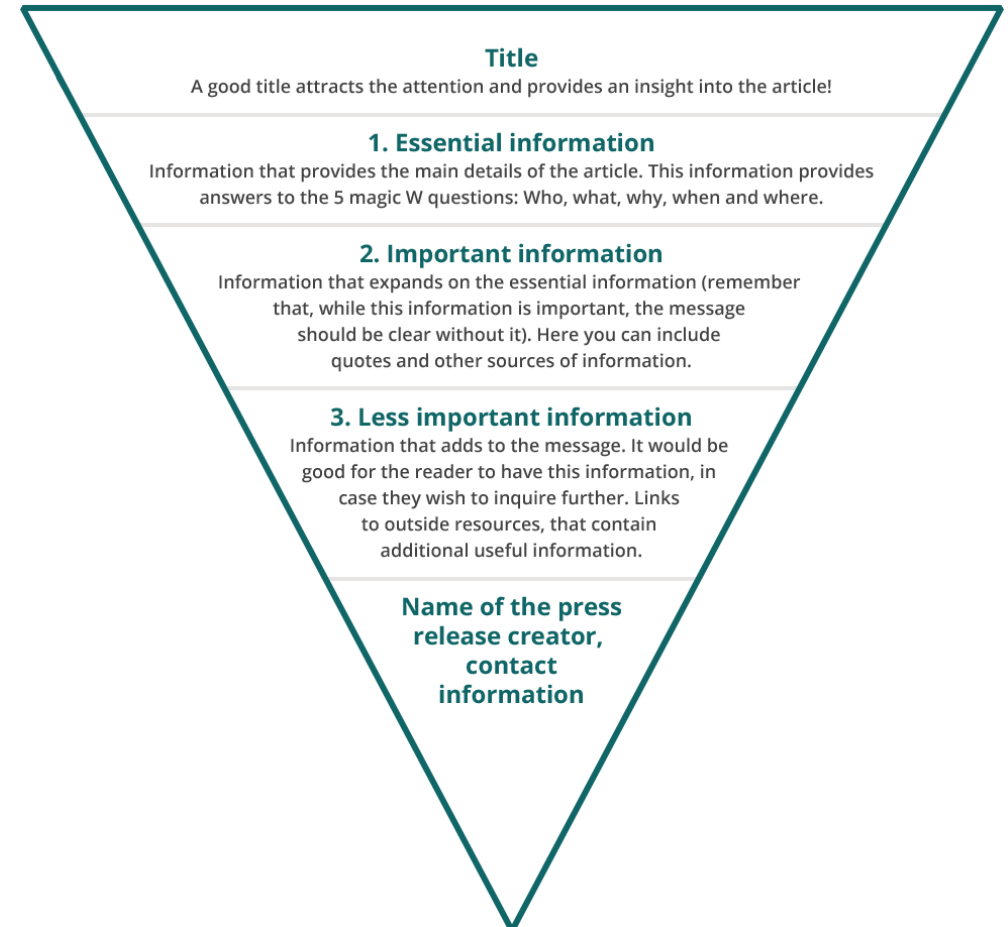 Title
A good title attracts the attention and provides an insight into the article!
1. Essential information
Information that provides the main details of the article. This information provides
answers to the 5 magic W questions: Who, what, why, when and where.
2. Important information
Information that expands on the essential information (remember
that, while this information is important, the message
should be clear without it). Here you can include
quotes and other sources of information.
3. Less important information
Information that adds to the message. It would be
good for the reader to have this information, in
case they wish to inquire further. Links
to outside resources, that contain
additional useful information.
Name of the press
release creator,
contact
information